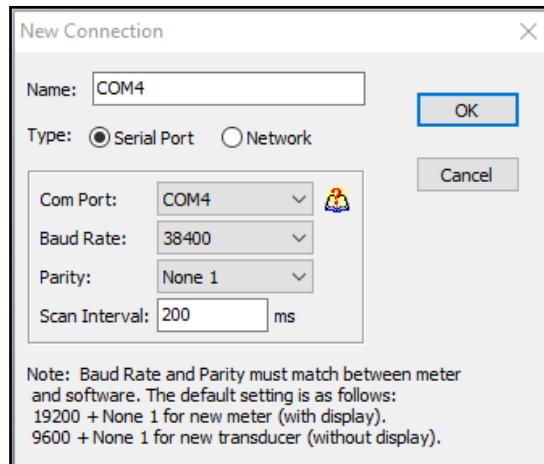 New Connection
Name: COM4
OK
Type: Serial Port Network
Cancel
Com Port: COM4
Baud Rate: 38400
Parity: None 1
Scan Interval: 200 ms
Note: Baud Rate and Parity must match between meter
and software. The default setting is as follows:
19200 + None 1 for new meter (with display).
9600 + None 1 for new transducer (without display).